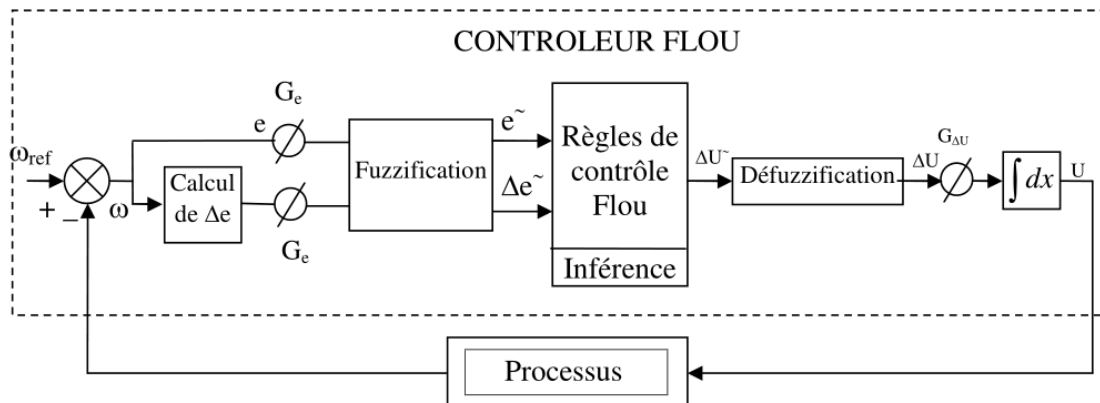 CONTROLEUR FLOU
G_e
e
ω_ref
+
−
ω
Calcul
de Δe
G_e
Fuzzification
e~
Δe~
Règles de
contrôle
Flou
Inférence
ΔU~
Défuzzification
ΔU
G_ΔU
∫dx
U
Processus